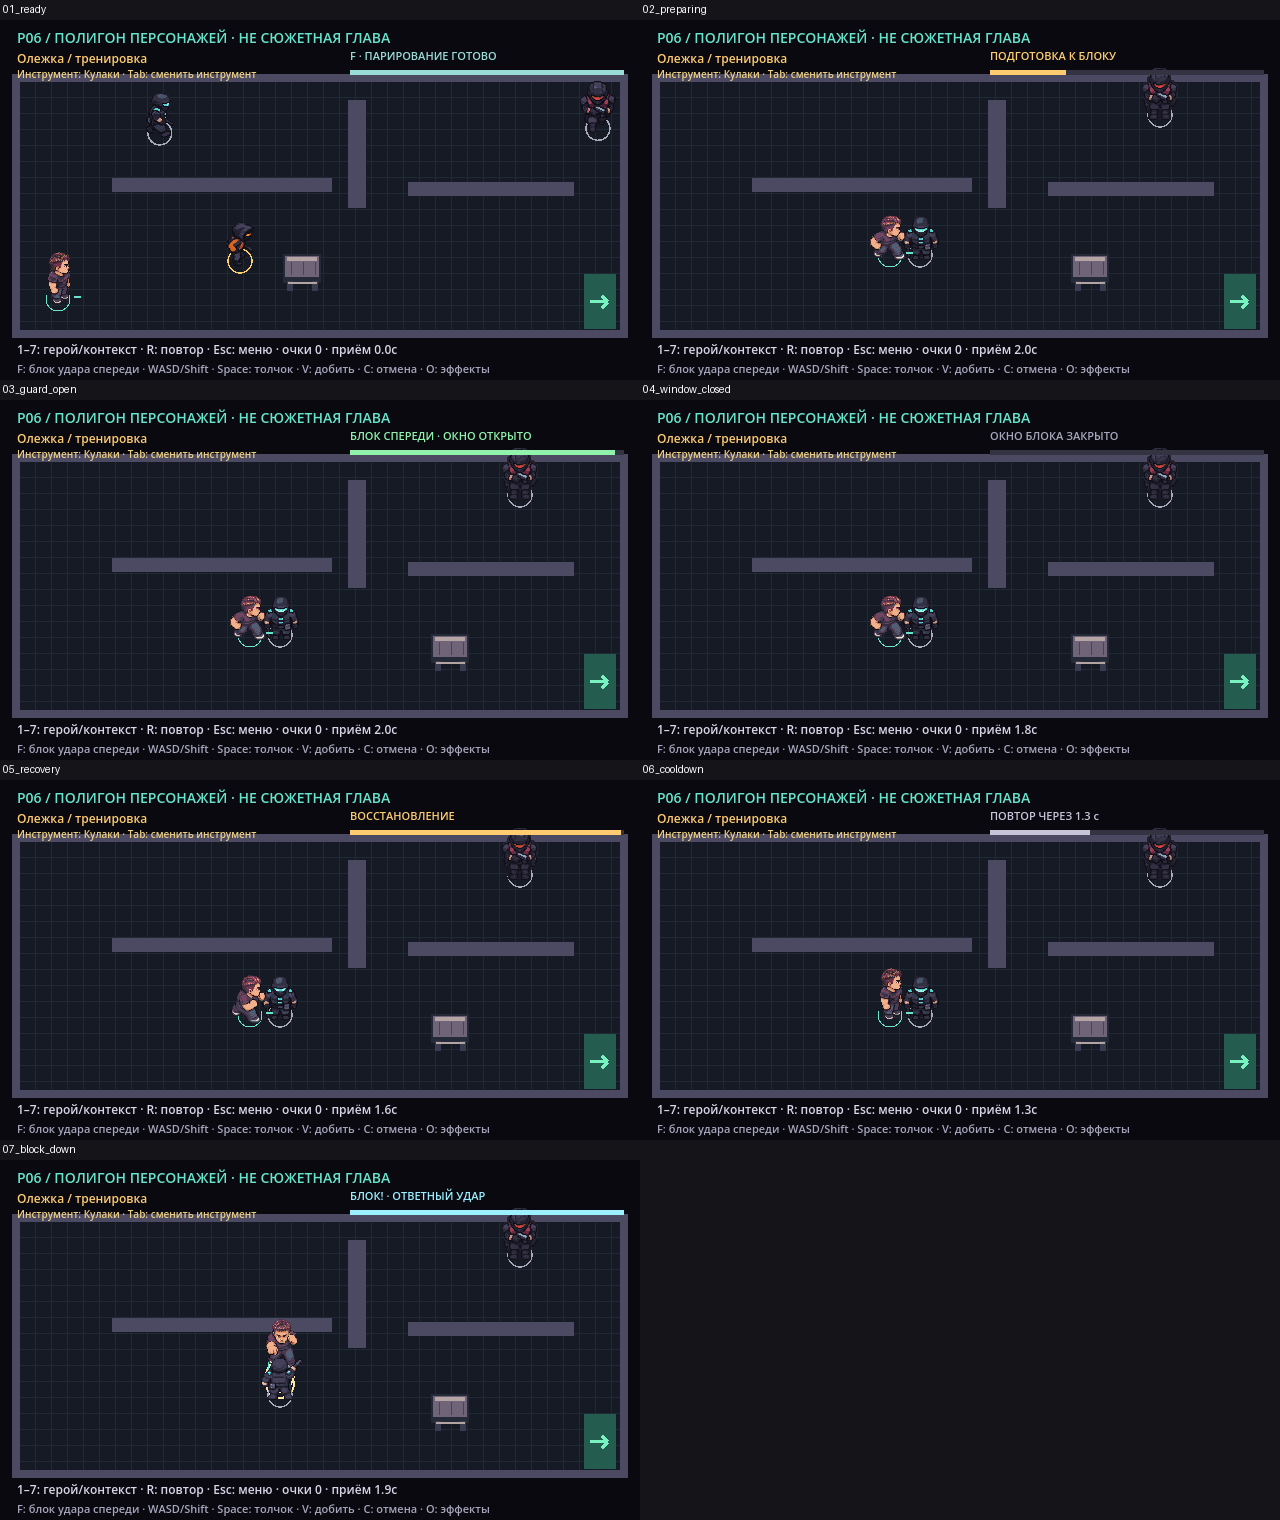 01_ready
P06 / ПОЛИГОН ПЕРСОНАЖЕЙ · НЕ СЮЖЕТНАЯ ГЛАВА
Олежка / тренировка
F · ПАРИРОВАНИЕ ГОТОВО
Инструмент: Кулаки · Tab: сменить инструмент
1–7: герой/контекст · R: повтор · Esc: меню · очки 0 · приём 0.0с
F: блок удара спереди · WASD/Shift · Space: толчок · V: добить · C: отмена · O: эффекты
02_preparing
P06 / ПОЛИГОН ПЕРСОНАЖЕЙ · НЕ СЮЖЕТНАЯ ГЛАВА
Олежка / тренировка
ПОДГОТОВКА К БЛОКУ
Инструмент: Кулаки · Tab: сменить инструмент
1–7: герой/контекст · R: повтор · Esc: меню · очки 0 · приём 2.0с
F: блок удара спереди · WASD/Shift · Space: толчок · V: добить · C: отмена · O: эффекты
03_guard_open
P06 / ПОЛИГОН ПЕРСОНАЖЕЙ · НЕ СЮЖЕТНАЯ ГЛАВА
Олежка / тренировка
БЛОК СПЕРЕДИ · ОКНО ОТКРЫТО
Инструмент: Кулаки · Tab: сменить инструмент
1–7: герой/контекст · R: повтор · Esc: меню · очки 0 · приём 2.0с
F: блок удара спереди · WASD/Shift · Space: толчок · V: добить · C: отмена · O: эффекты
04_window_closed
P06 / ПОЛИГОН ПЕРСОНАЖЕЙ · НЕ СЮЖЕТНАЯ ГЛАВА
Олежка / тренировка
ОКНО БЛОКА ЗАКРЫТО
Инструмент: Кулаки · Tab: сменить инструмент
1–7: герой/контекст · R: повтор · Esc: меню · очки 0 · приём 1.8с
F: блок удара спереди · WASD/Shift · Space: толчок · V: добить · C: отмена · O: эффекты
05_recovery
P06 / ПОЛИГОН ПЕРСОНАЖЕЙ · НЕ СЮЖЕТНАЯ ГЛАВА
Олежка / тренировка
ВОССТАНОВЛЕНИЕ
Инструмент: Кулаки · Tab: сменить инструмент
1–7: герой/контекст · R: повтор · Esc: меню · очки 0 · приём 1.6с
F: блок удара спереди · WASD/Shift · Space: толчок · V: добить · C: отмена · O: эффекты
06_cooldown
P06 / ПОЛИГОН ПЕРСОНАЖЕЙ · НЕ СЮЖЕТНАЯ ГЛАВА
Олежка / тренировка
ПОВТОР ЧЕРЕЗ 1.3 с
Инструмент: Кулаки · Tab: сменить инструмент
1–7: герой/контекст · R: повтор · Esc: меню · очки 0 · приём 1.3с
F: блок удара спереди · WASD/Shift · Space: толчок · V: добить · C: отмена · O: эффекты
07_block_down
P06 / ПОЛИГОН ПЕРСОНАЖЕЙ · НЕ СЮЖЕТНАЯ ГЛАВА
Олежка / тренировка
БЛОК! · ОТВЕТНЫЙ УДАР
Инструмент: Кулаки · Tab: сменить инструмент
1–7: герой/контекст · R: повтор · Esc: меню · очки 0 · приём 1.9с
F: блок удара спереди · WASD/Shift · Space: толчок · V: добить · C: отмена · O: эффекты